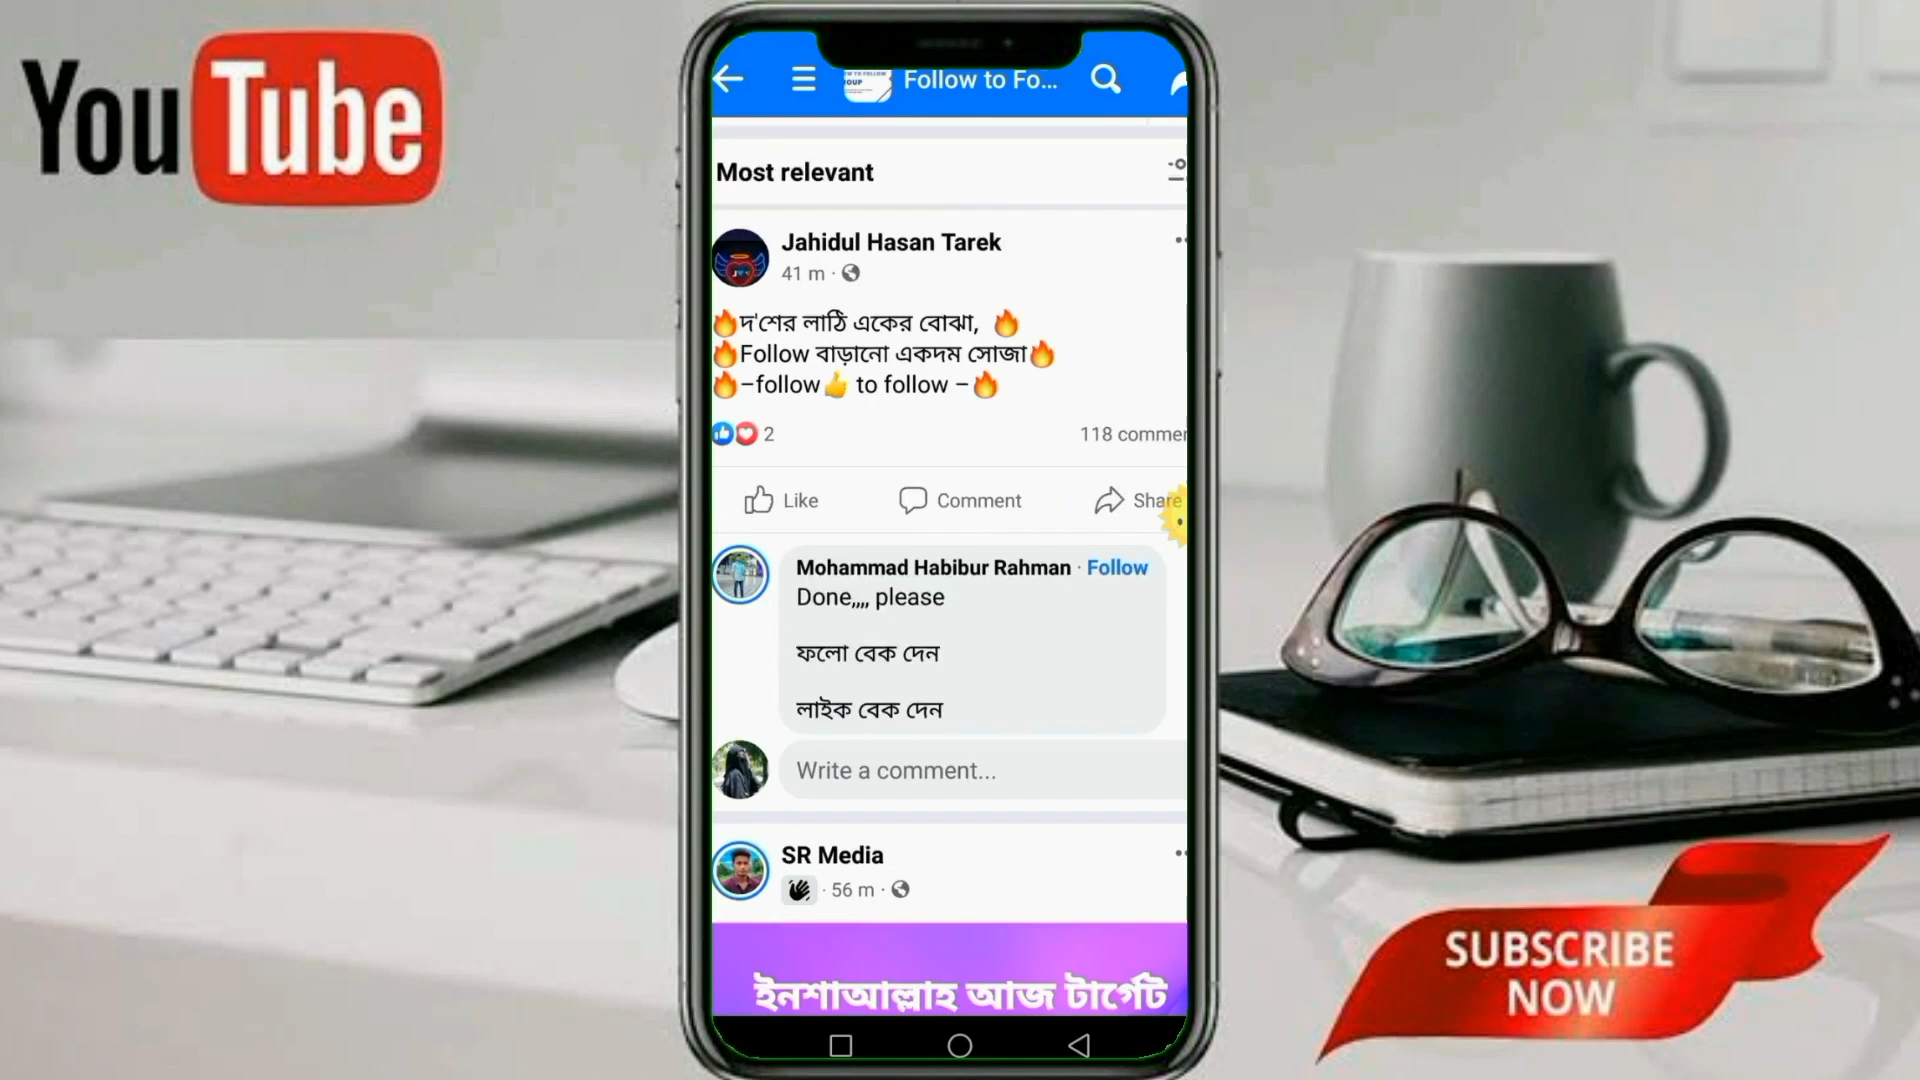 YouTube
Follow to Fo...
Most relevant
Jahidul Hasan Tarek
41 m ·
🔥দ'শের লাঠি একের বোঝা, 🔥
🔥Follow বাড়ানো একদম সোজা🔥
🔥–follow👍 to follow –🔥
2
118 commen
Like
Comment
Share
Mohammad Habibur Rahman · Follow
Done,,,, please
ফলো বেক দেন
লাইক বেক দেন
Write a comment...
SR Media
· 56 m ·
ইনশাআল্লাহ আজ টার্গেট
SUBSCRIBE
NOW